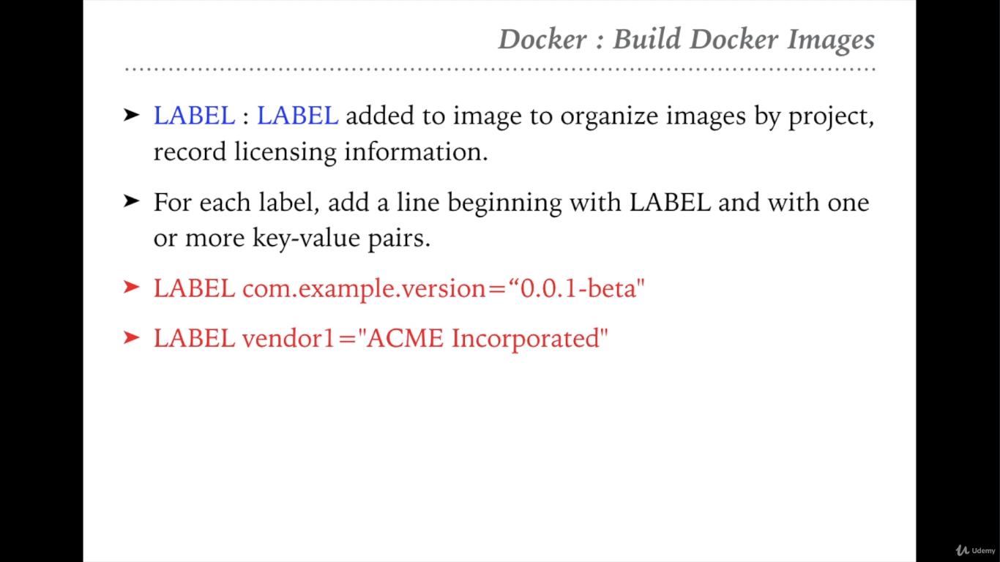 Docker : Build Docker Images
➤ LABEL : LABEL added to image to organize images by project,
record licensing information.
➤ For each label, add a line beginning with LABEL and with one
or more key-value pairs.
➤ LABEL com.example.version=“0.0.1-beta"
➤ LABEL vendor1="ACME Incorporated"
Udemy